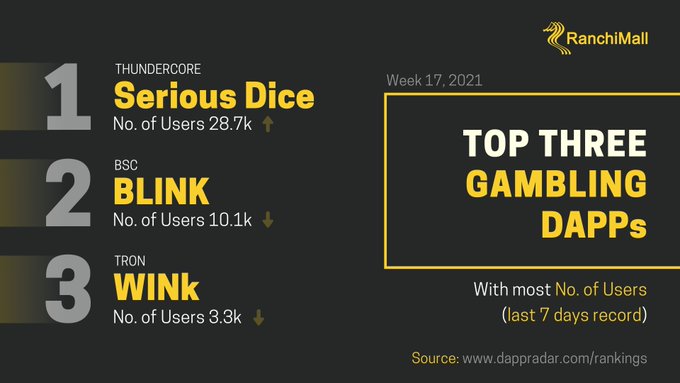 RanchiMall
Week 17, 2021
TOP THREE
GAMBLING
DAPPs
With most No. of Users
(last 7 days record)
Source: www.dappradar.com/rankings
1
THUNDERCORE
Serious Dice
No. of Users 28.7k
2
BSC
BLINK
No. of Users 10.1k
3
TRON
WINk
No. of Users 3.3k